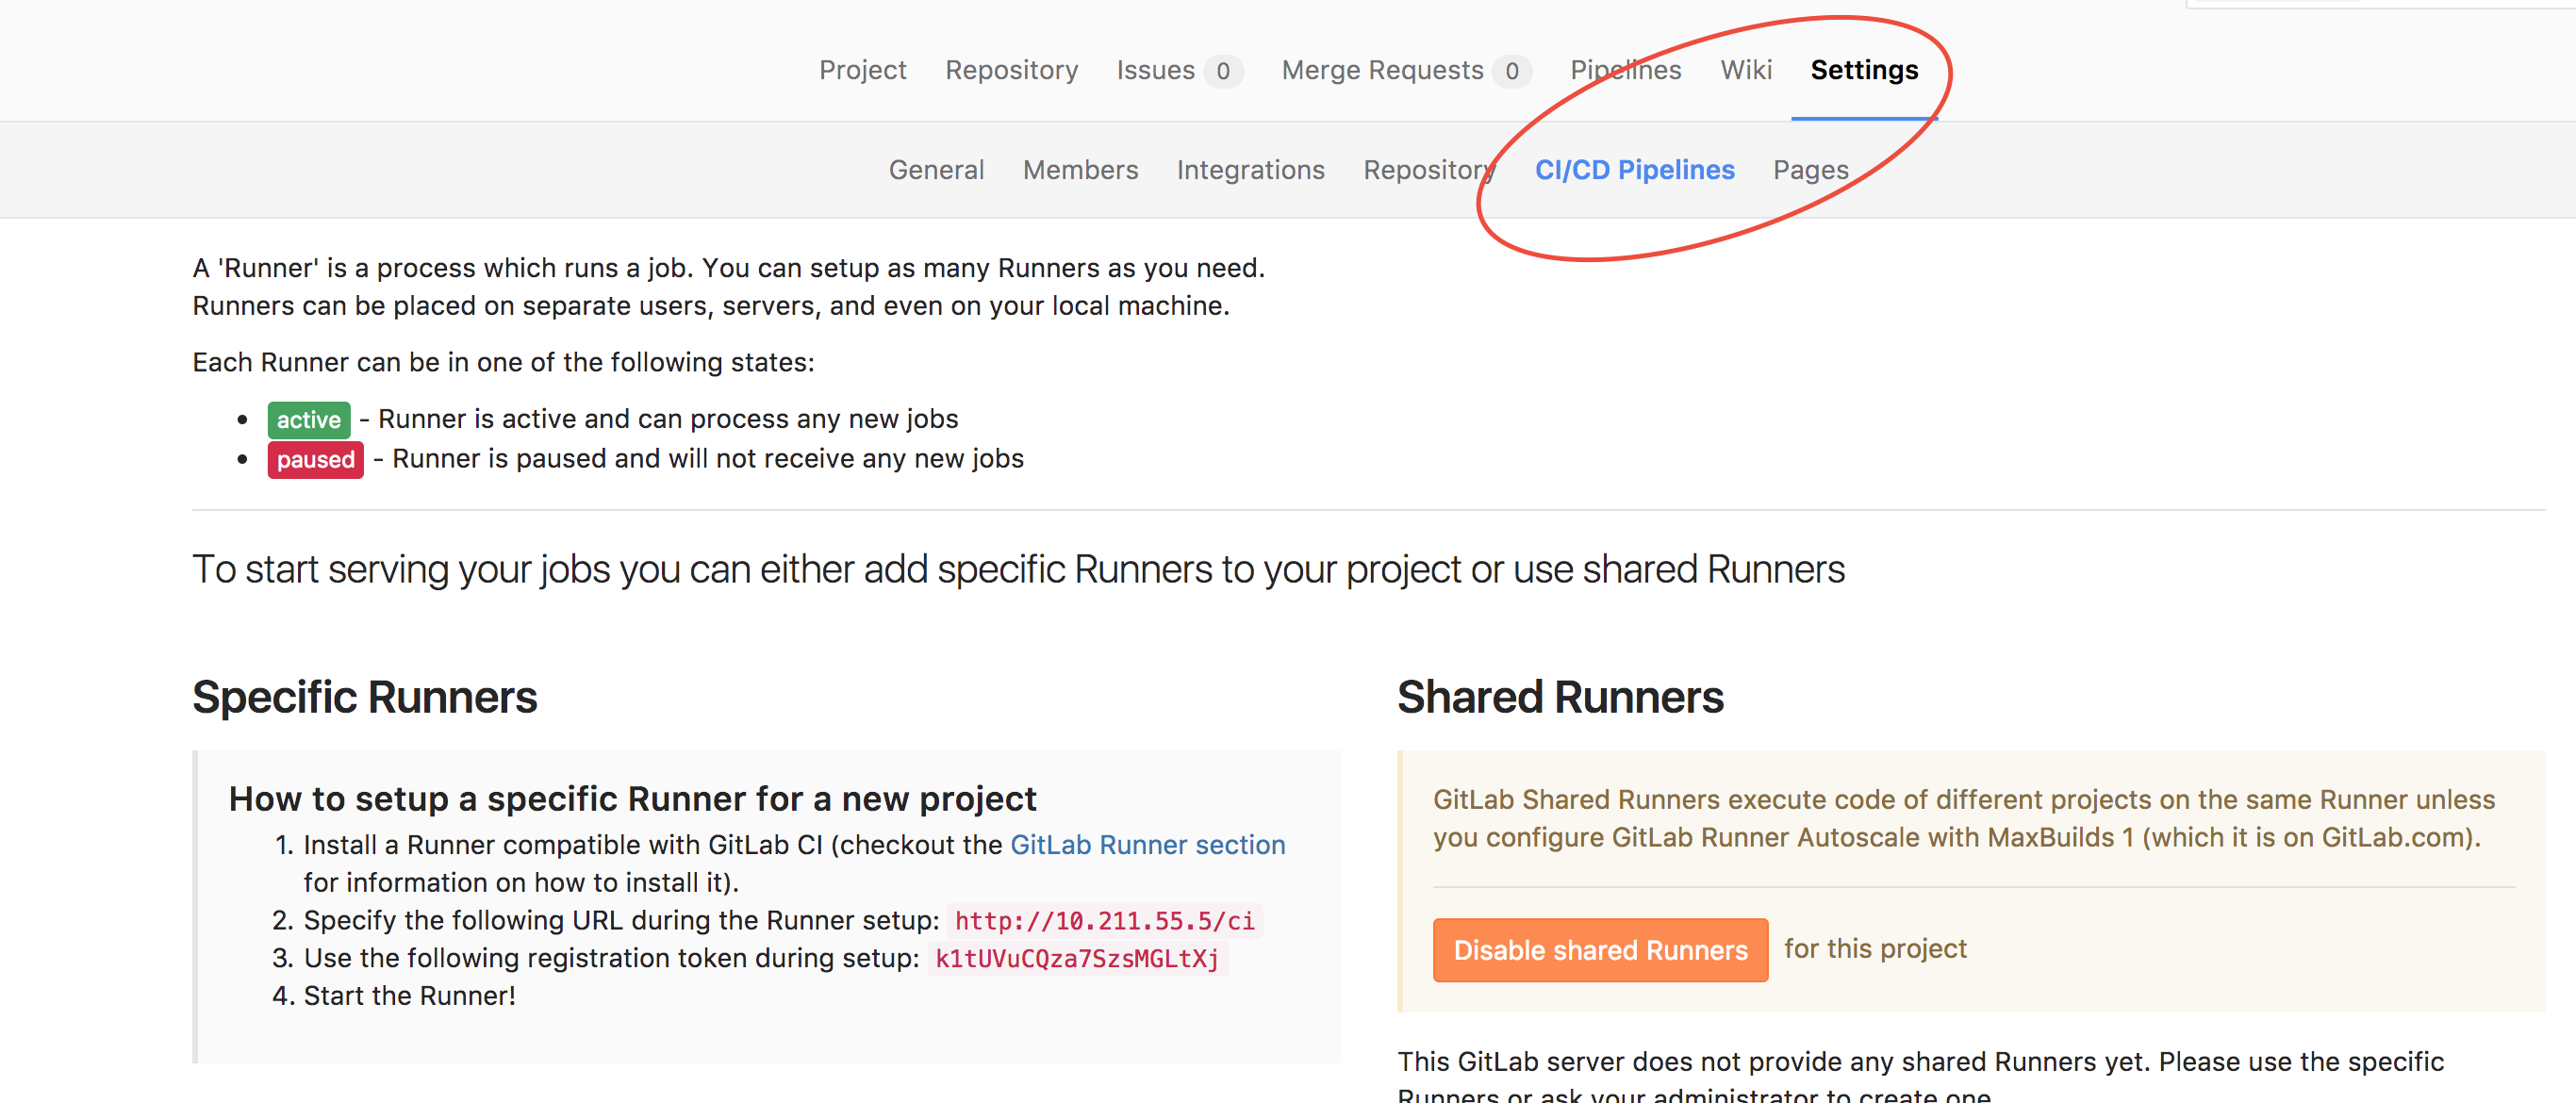 Project Repository Issues 0 Merge Requests 0 Pipelines Wiki Settings
General Members Integrations Repository CI/CD Pipelines Pages
A 'Runner' is a process which runs a job. You can setup as many Runners as you need.
Runners can be placed on separate users, servers, and even on your local machine.
Each Runner can be in one of the following states:
• active - Runner is active and can process any new jobs
• paused - Runner is paused and will not receive any new jobs
To start serving your jobs you can either add specific Runners to your project or use shared Runners
Specific Runners
How to setup a specific Runner for a new project
1. Install a Runner compatible with GitLab CI (checkout the GitLab Runner section
for information on how to install it).
2. Specify the following URL during the Runner setup: http://10.211.55.5/ci
3. Use the following registration token during setup: k1tUVuCQza7SzsMGLtXj
4. Start the Runner!
Shared Runners
GitLab Shared Runners execute code of different projects on the same Runner unless
you configure GitLab Runner Autoscale with MaxBuilds 1 (which it is on GitLab.com).
Disable shared Runners for this project
This GitLab server does not provide any shared Runners yet. Please use the specific
Runners or ask your administrator to create one